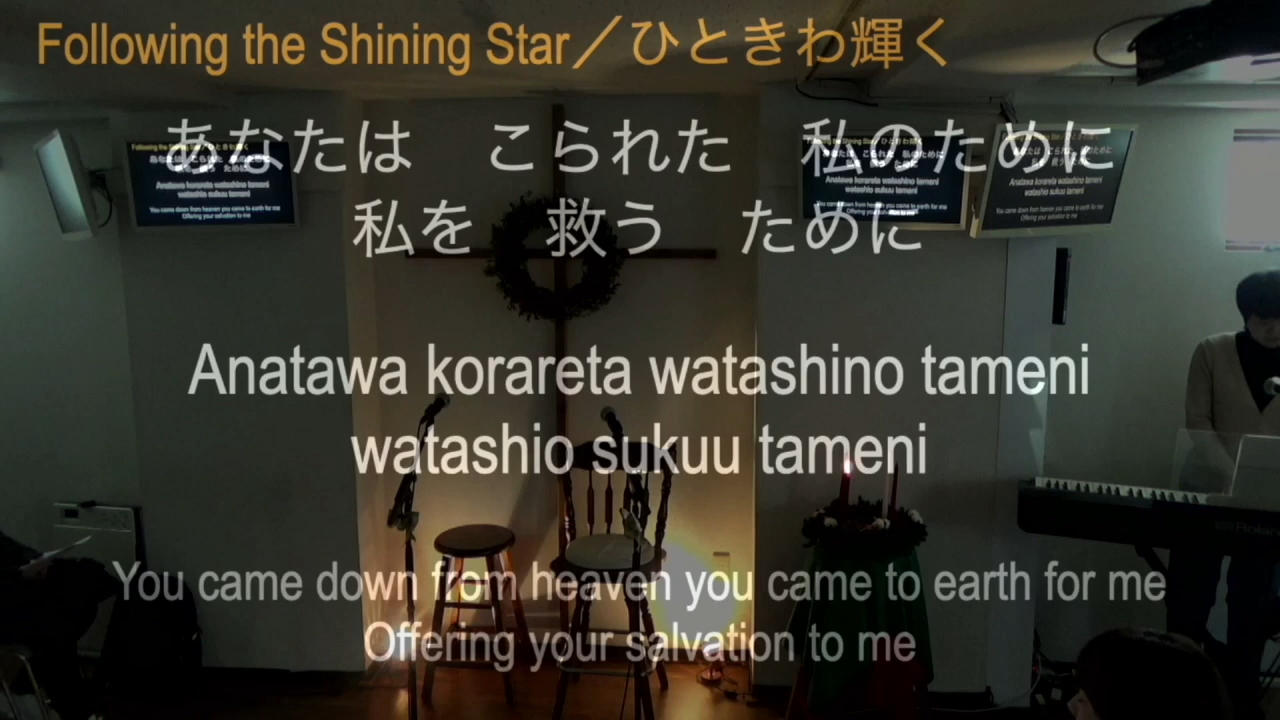 Following the Shining Star／ひときわ輝く
あなたは　こられた　私のために
私を　救う　ために
Anatawa korareta watashino tameni
watashio sukuu tameni
You came down from heaven you came to earth for me
Offering your salvation to me
Roland